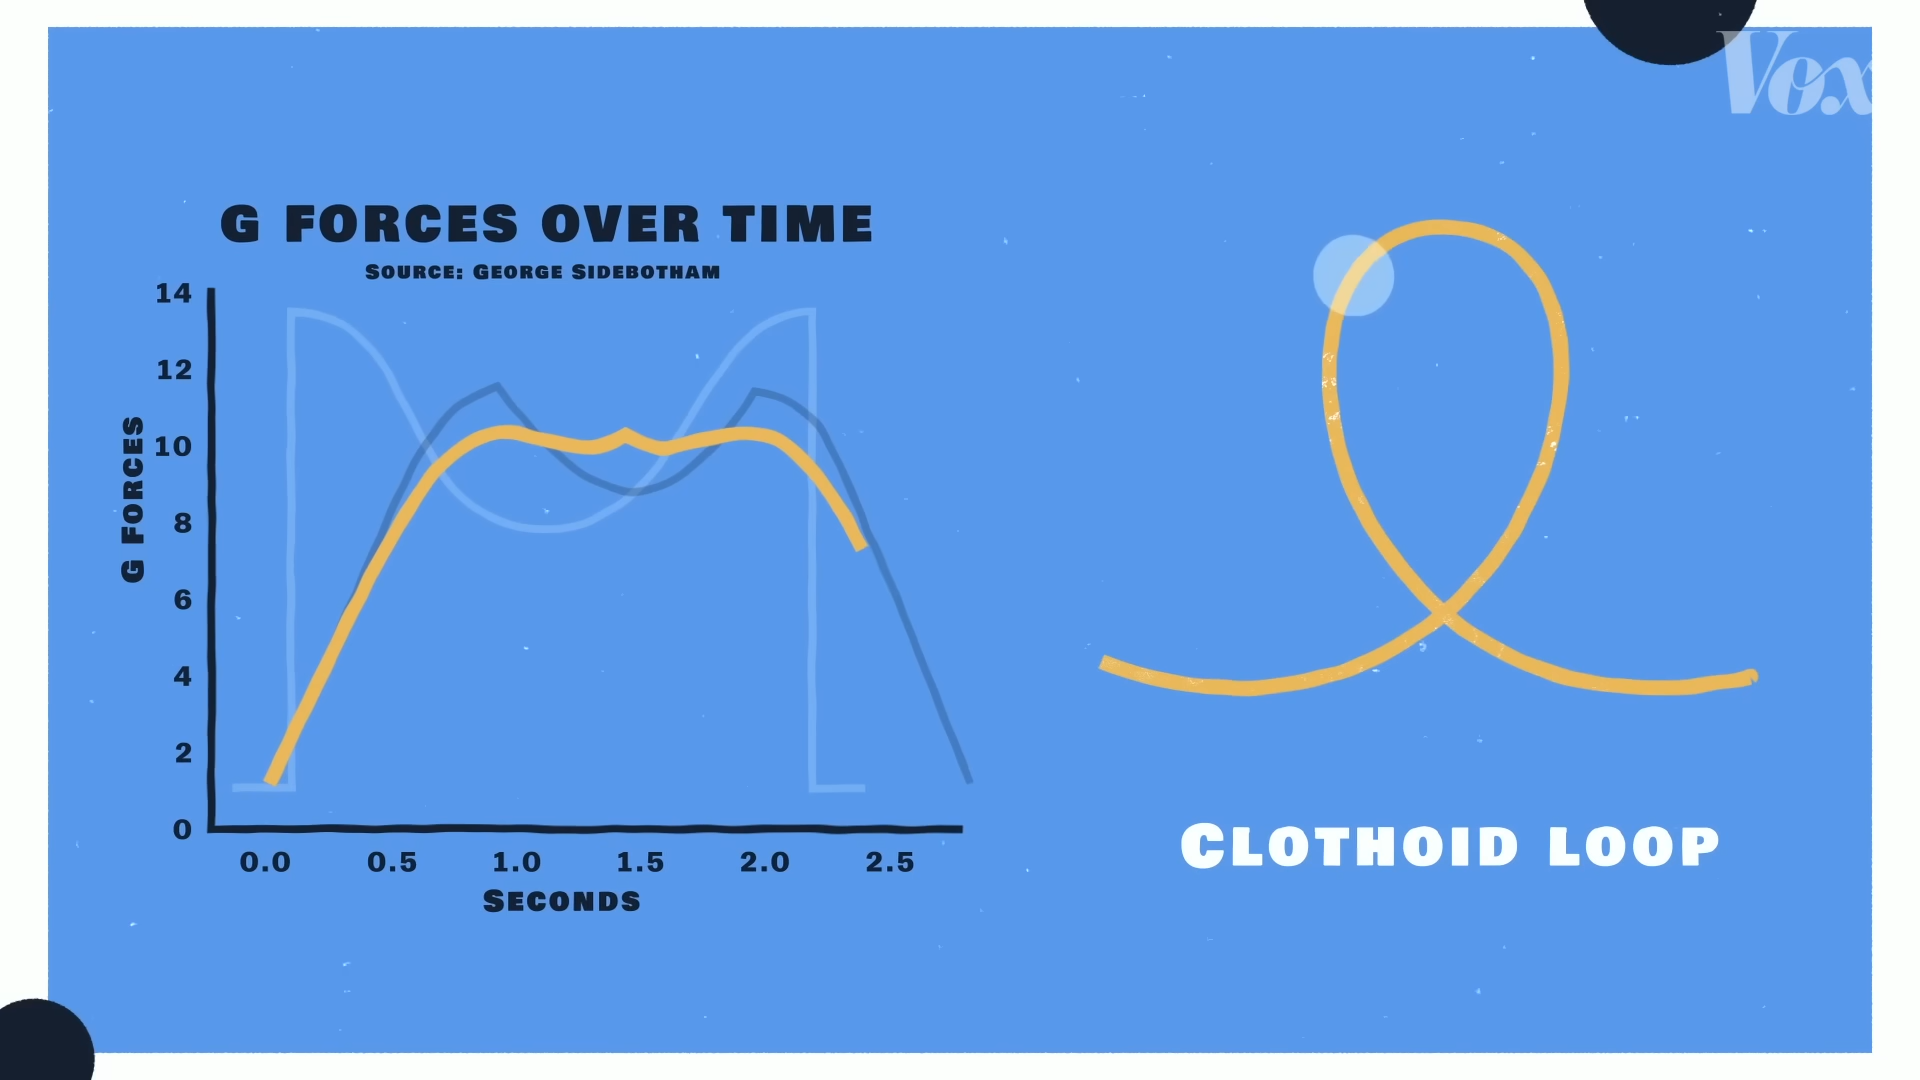 Vox
G FORCES OVER TIME
SOURCE: GEORGE SIDEBOTHAM
14
12
10
8
6
4
2
0
G FORCES
0.0 0.5 1.0 1.5 2.0 2.5
SECONDS
CLOTHOID LOOP